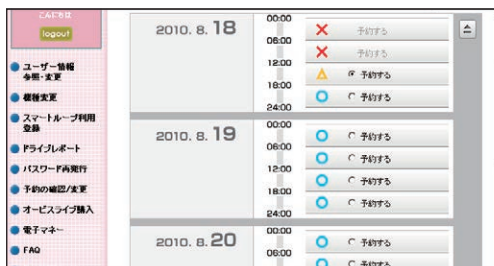 こんにちは
logout
ユーザー情報
参照・変更
機種変更
スマートループ利用
登録
ドライブレポート
パスワード再発行
予約の確認/変更
オービスライブ購入
電子マネー
FAQ
2010. 8. 18
00:00
06:00
12:00
18:00
24:00
予約する
予約する
予約する
予約する
2010. 8. 19
00:00
06:00
12:00
18:00
24:00
予約する
予約する
予約する
予約する
2010. 8. 20
00:00
06:00
予約する
予約する